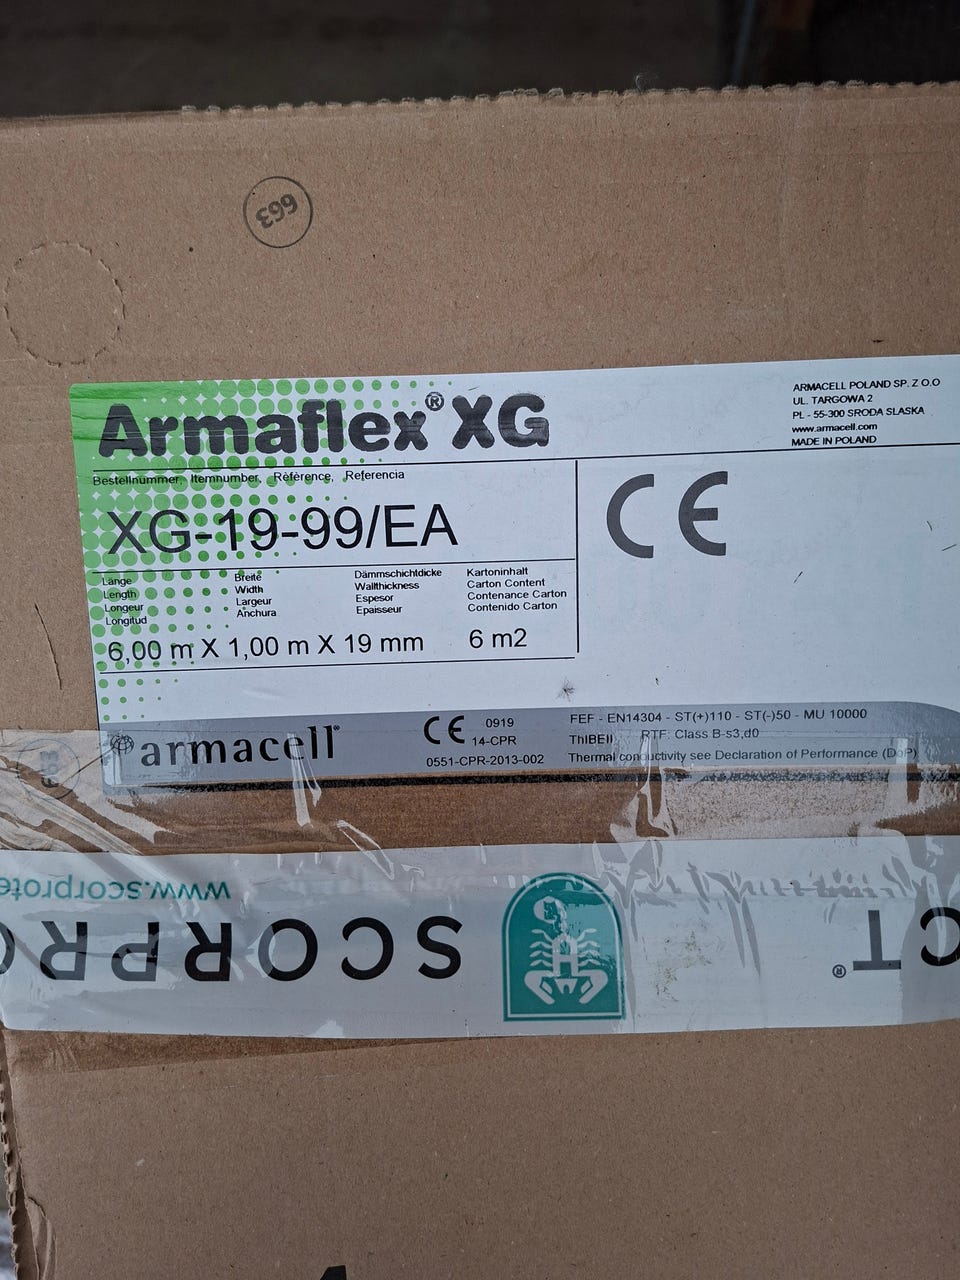 663
Armaflex® XG
ARMACELL POLAND SP. Z O.O
UL. TARGOWA 2
PL - 55-300 SRODA SLASKA
www.armacell.com
MADE IN POLAND
Bestellnummer, Itemnumber, Référence, Referencia
XG-19-99/EA
CE
Länge
Length
Longeur
Longitud
Breite
Width
Largeur
Anchura
Dämmschichtdicke
Wallthickness
Espesor
Epaisseur
Kartoninhalt
Carton Content
Contenance Carton
Contenido Carton
6,00 m X 1,00 m X 19 mm
6 m2
armacell®
CE 0919
14-CPR
0551-CPR-2013-002
FEF - EN14304 - ST(+)110 - ST(-)50 - MU 10000
ThIBEII RTF: Class B-s3,d0
Thermal conductivity see Declaration of Performance (DoP)
www.scorprote
SCORPRO
CT®